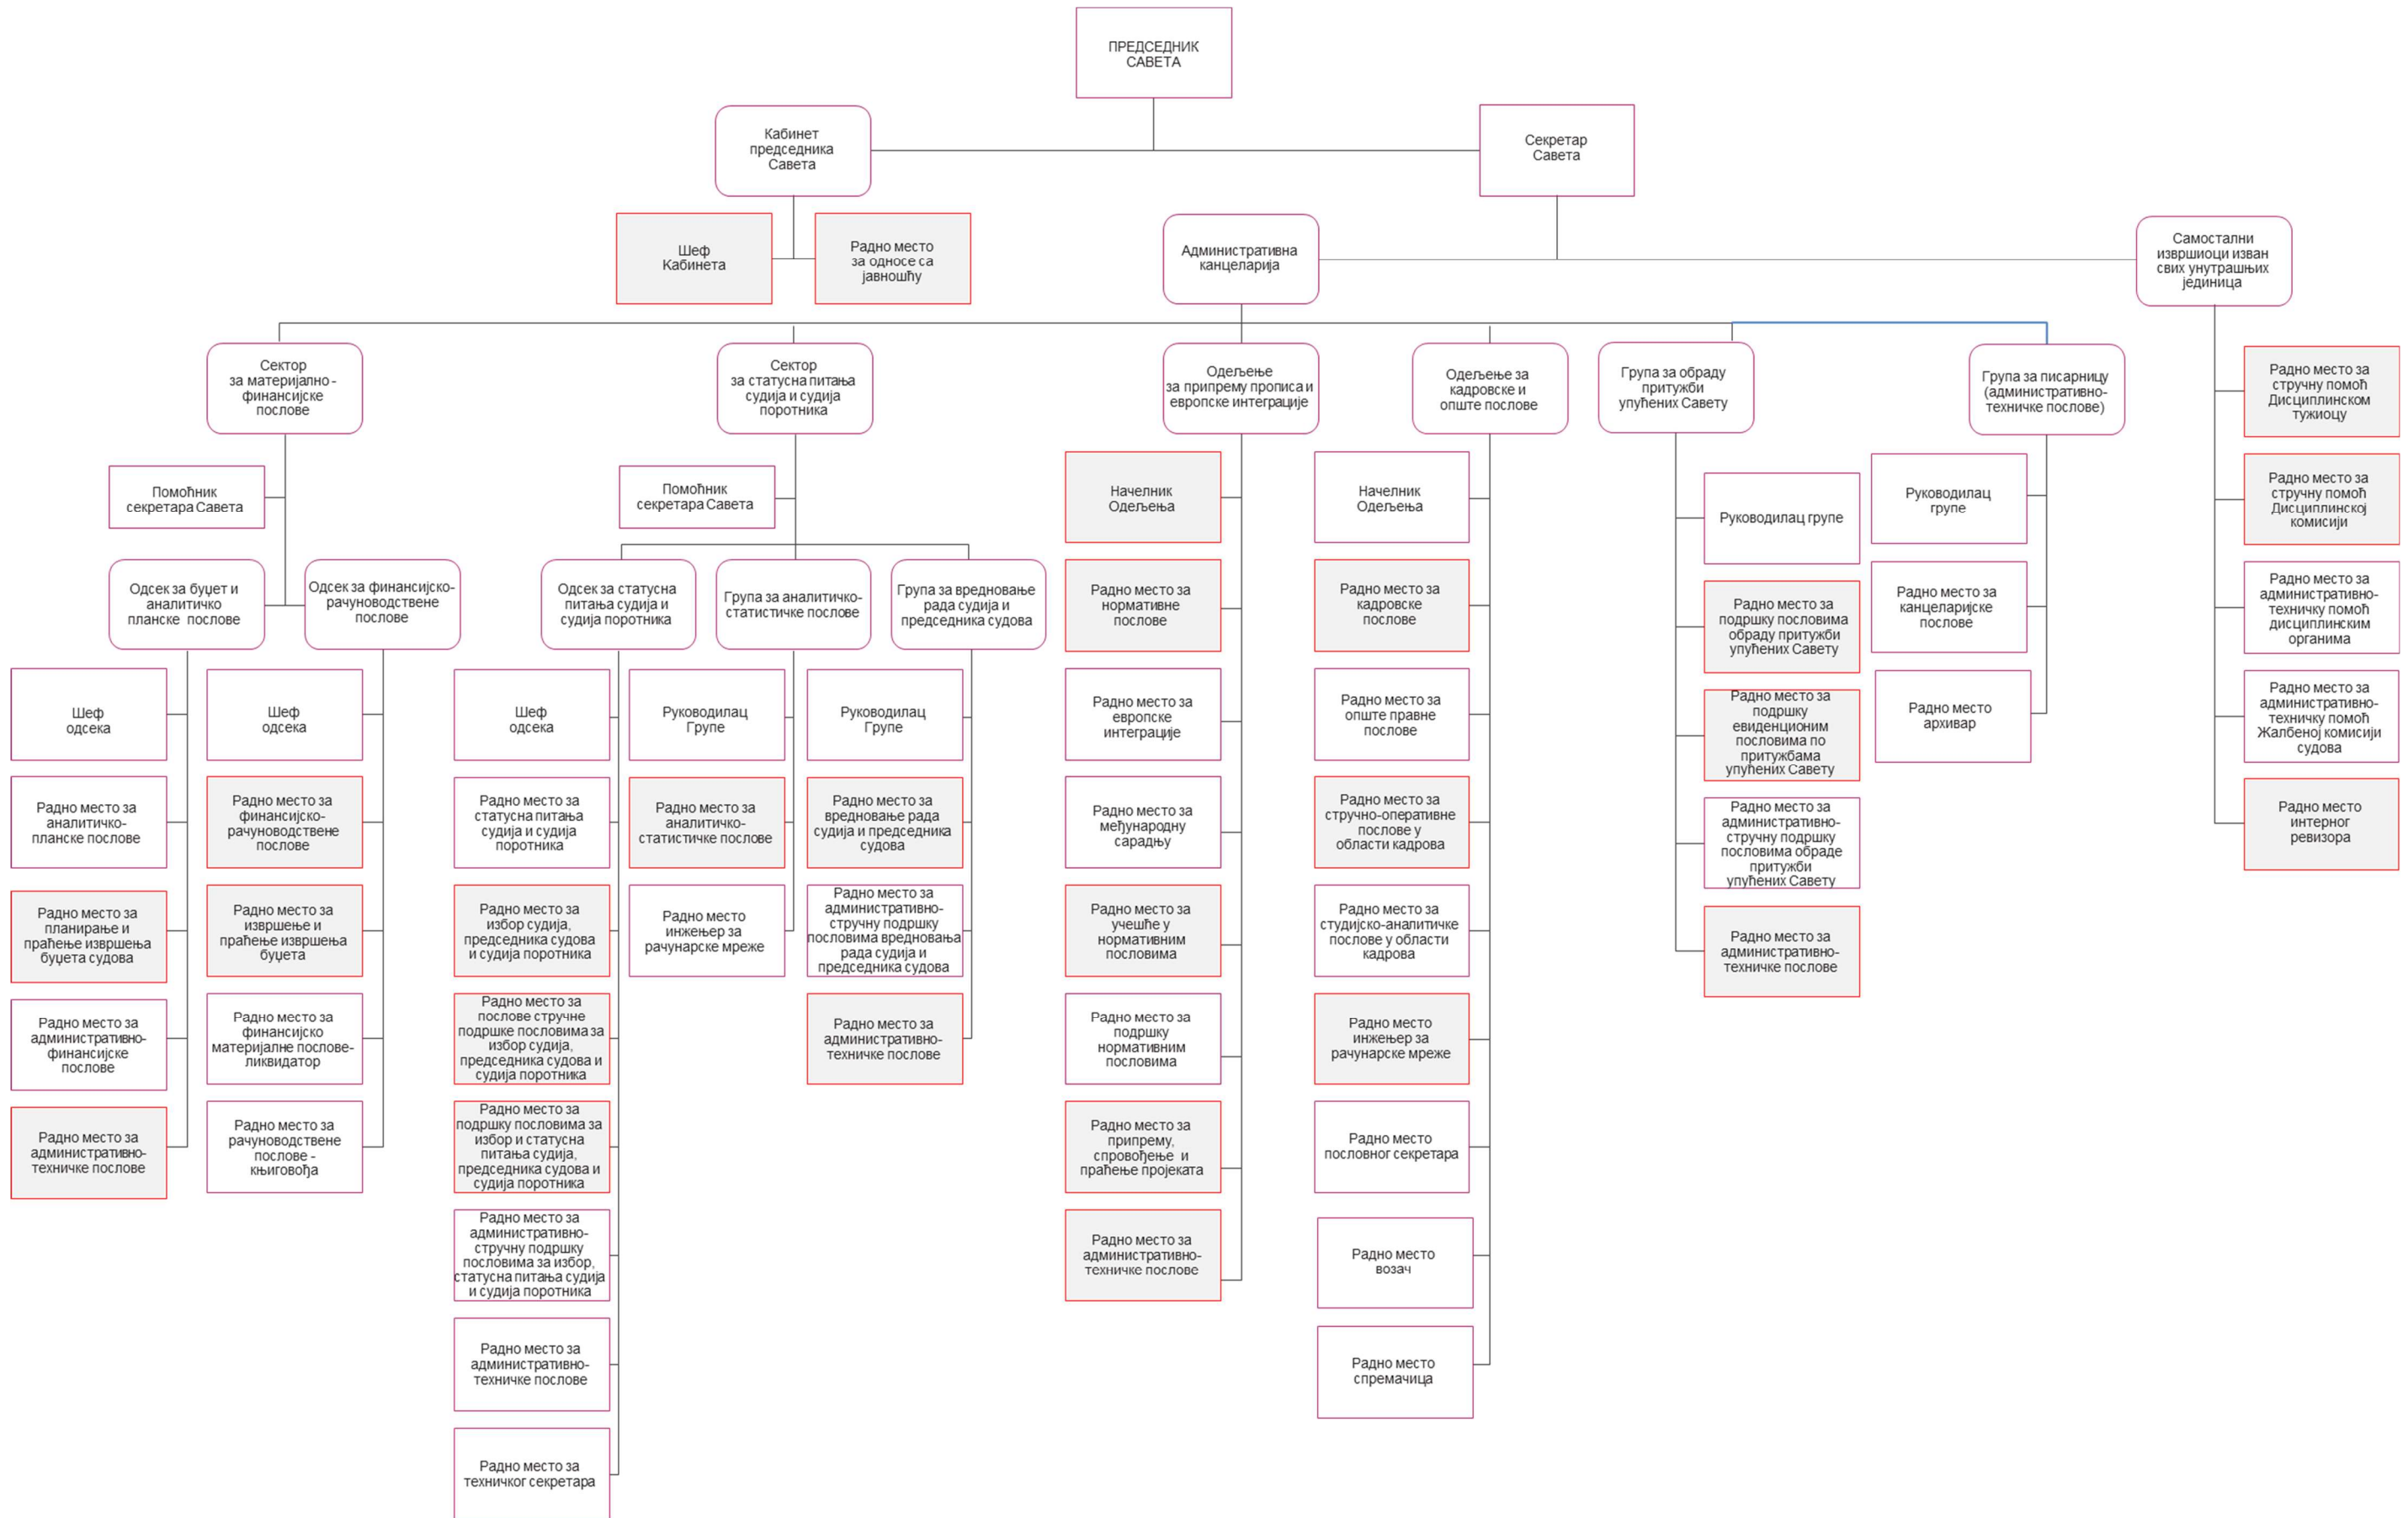 ПРЕДСЕДНИК
САВЕТА
Кабинет
председника
Савета
Секретар
Савета
Шеф
Кабинета
Радно место
за односе са
јавношћу
Административна
канцеларија
Самостални
извршиоци изван
свих унутрашњих
јединица
Сектор
за материјално-
финансијске
послове
Сектор
за статусна питања
судија и судија
поротника
Одељење
за припрему прописа и
европске интеграције
Одељење за
кадровске и
опште послове
Група за обраду
притужби
упућених Савету
Група за писарницу
(административно-
техничке послове)
Помоћник
секретара Савета
Одсек за буџет и
аналитичко
планске послове
Одсек за финансијско-
рачуноводствене
послове
Шеф
одсека
Радно место за
аналитичко-
планске послове
Радно место за
планирање и
праћење извршења
буџета судова
Радно место за
административно-
финансијске
послове
Радно место за
административно-
техничке послове
Шеф
одсека
Радно место за
финансијско-
рачуноводствене
послове
Радно место за
извршење и
праћење извршења
буџета
Радно место за
финансијско
материјалне послове-
ликвидатор
Радно место за
рачуноводствене
послове -
књиговођа
Помоћник
секретара Савета
Одсек за статусна
питања судија и
судија поротника
Група за аналитичко-
статистичке послове
Група за вредновање
рада судија и
председника судова
Шеф
одсека
Радно место за
статусна питања
судија и судија
поротника
Радно место за
избор судија,
председника судова
и судија поротника
Радно место за
послове стручне
подршке пословима за
избор судија,
председника судова и
судија поротника
Радно место за
подршку пословима за
избор и статусна
питања судија,
председника судова и
судија поротника
Радно место за
административно-
стручну подршку
пословима за избор,
статусна питања судија
и судија поротника
Радно место за
административно-
техничке послове
Радно место за
техничког секретара
Руководилац
Групе
Радно место за
аналитичко-
статистичке послове
Радно место
инжењер за
рачунарске мреже
Руководилац
Групе
Радно место за
вредновање рада
судија и председника
судова
Радно место за
административно-
стручну подршку
пословима вредновања
рада судија и
председника судова
Радно место за
административно-
техничке послове
Начелник
Одељења
Радно место за
нормативне
послове
Радно место за
европске
интеграције
Радно место за
међународну
сарадњу
Радно место за
учешће у
нормативним
пословима
Радно место за
подршку
нормативним
пословима
Радно место за
припрему,
спровођење и
праћење пројеката
Радно место за
административно-
техничке послове
Начелник
Одељења
Радно место за
кадровске
послове
Радно место за
опште правне
послове
Радно место за
стручно-оперативне
послове у
области кадрова
Радно место за
студијско-аналитичке
послове у области
кадрова
Радно место
инжењер за
рачунарске мреже
Радно место
пословног секретара
Радно место
возач
Радно место
спремачица
Руководилац групе
Радно место за
подршку пословима
обраду притужби
упућених Савету
Радно место за
подршку
евиденционим
пословима по
притужбама
упућених Савету
Радно место за
административно-
стручну подршку
пословима обраде
притужби
упућених Савету
Радно место за
административно-
техничке послове
Руководилац
групе
Радно место за
канцеларијске
послове
Радно место
архивар
Радно место за
стручну помоћ
Дисциплинском
тужиоцу
Радно место за
стручну помоћ
Дисциплинској
комисији
Радно место за
административно-
техничку помоћ
дисциплинским
органима
Радно место за
административно-
техничку помоћ
Жалбеној комисији
судова
Радно место
интерног
ревизора